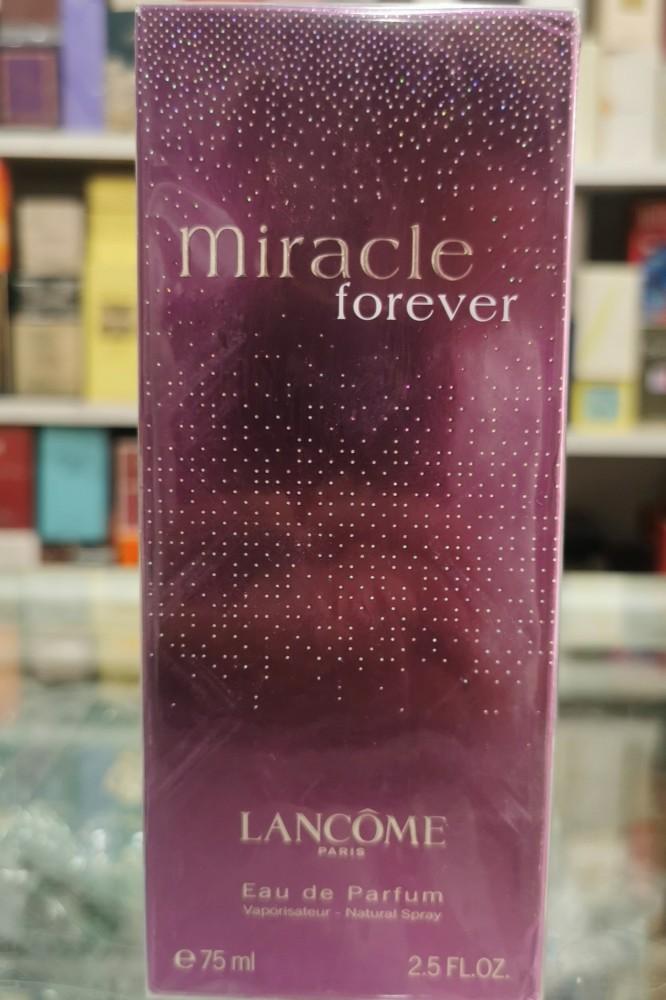 miracle
forever
LANCÔME
PARIS
Eau de Parfum
Vaporisateur - Natural Spray
℮ 75 ml 2.5 FL.OZ.